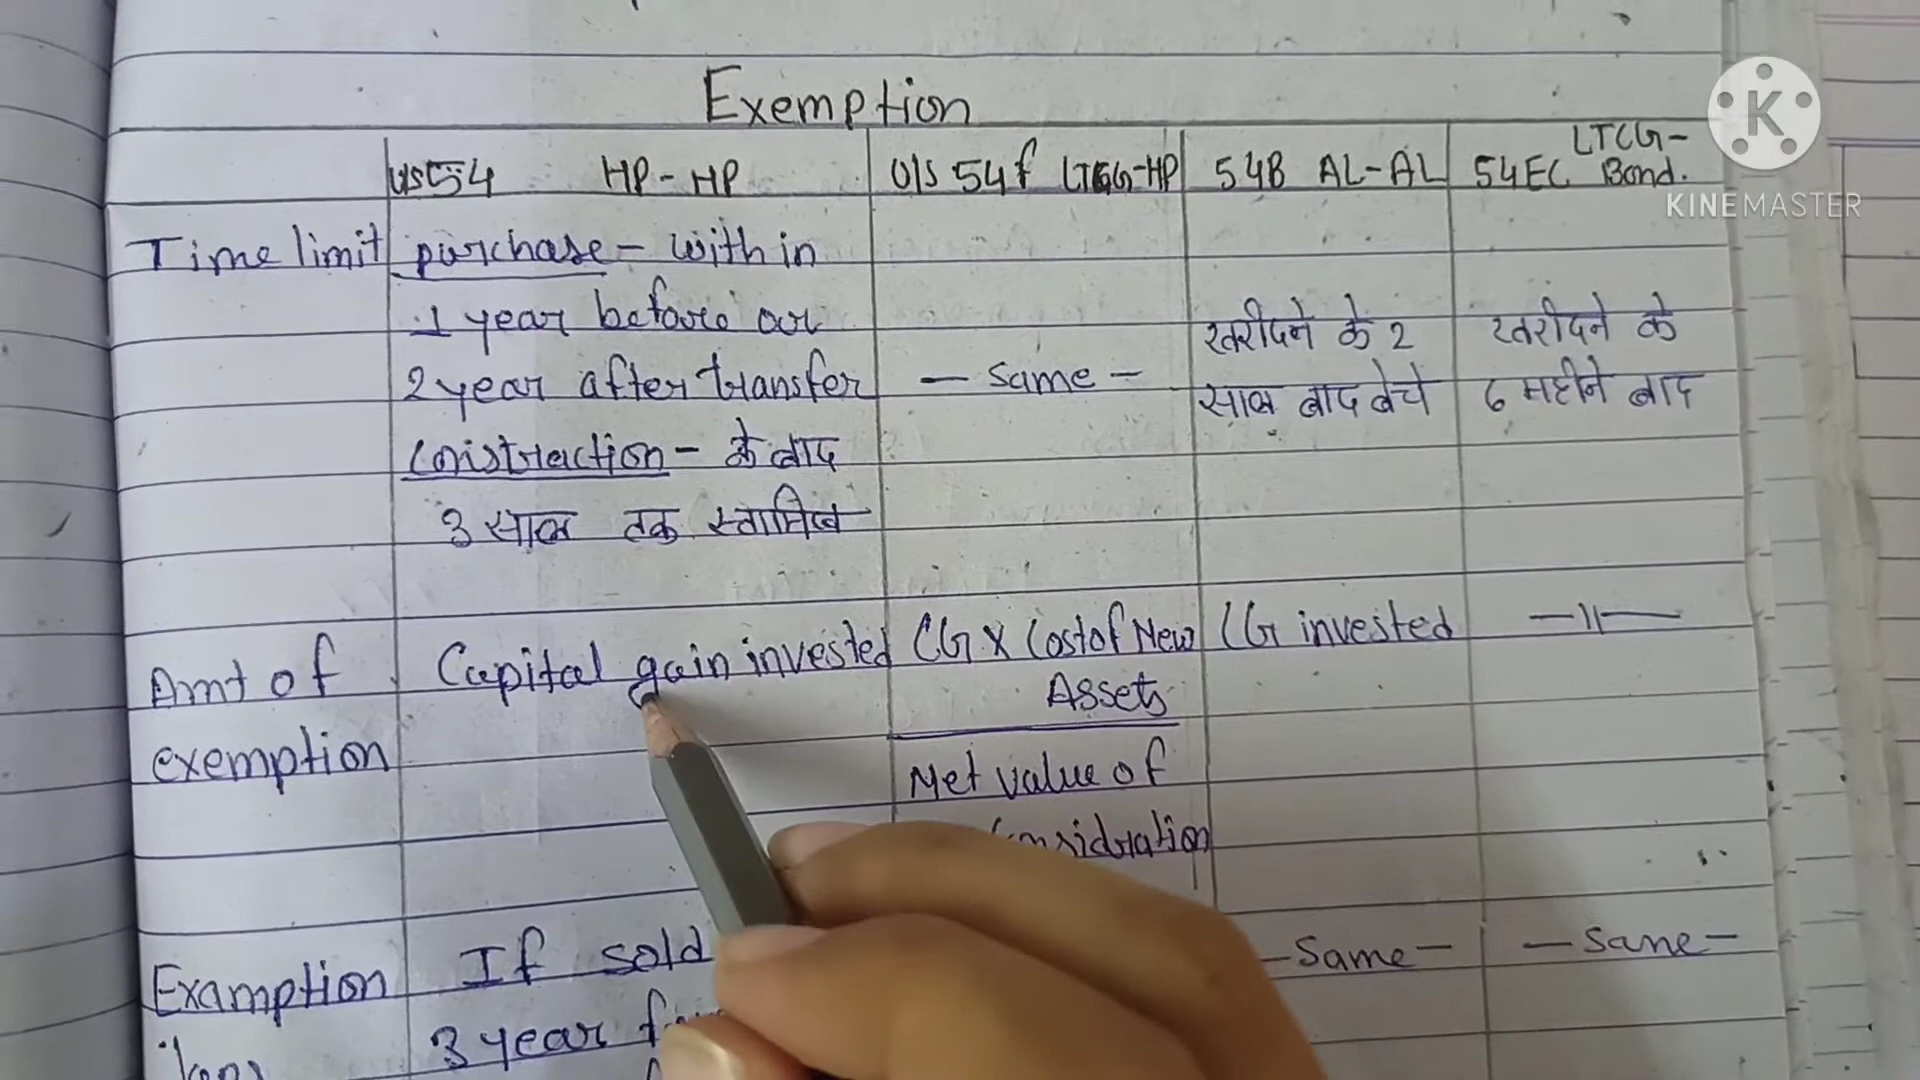 Exemption
U/S 54 HP-HP U/S 54f LTCG-HP 54B AL-AL 54EC LTCG- Bond.
Time limit purchase - with in
1 year before or
2 year after transfer
Constraction - के बाद
3 साल तक
- Same -
खरीदने के 2
साल बाद बेचे
खरीदने के
6 महीने बाद
Amt of
exemption
Capital gain invested
CG X Cost of New
Assets
Net value of
Considration
CG invested
—11—
Examption
If sold
3 year
- Same -
- Same -
K
KINEMASTER